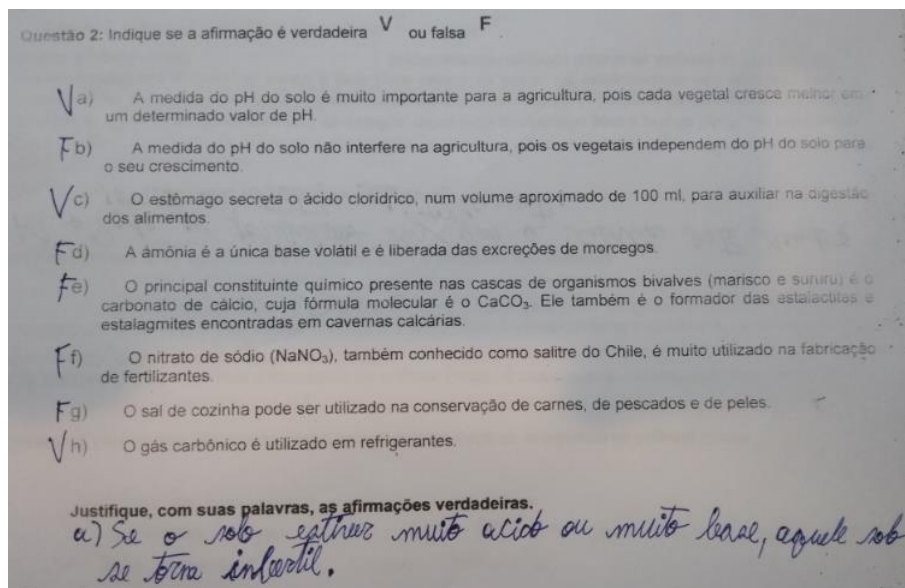 Questão 2: Indique se a afirmação é verdadeira V ou falsa F.
V a) A medida do pH do solo é muito importante para a agricultura, pois cada vegetal cresce melhor em
um determinado valor de pH.
F b) A medida do pH do solo não interfere na agricultura, pois os vegetais independem do pH do solo para
o seu crescimento.
V c) O estômago secreta o ácido clorídrico, num volume aproximado de 100 ml, para auxiliar na digestão
dos alimentos.
F d) A âmônia é a única base volátil e é liberada das excreções de morcegos.
F e) O principal constituinte químico presente nas cascas de organismos bivalves (marisco e sururu) é o
carbonato de cálcio, cuja fórmula molecular é o CaCO₃. Ele também é o formador das estalactites e
estalagmites encontradas em cavernas calcárias.
F f) O nitrato de sódio (NaNO₃), também conhecido como salitre do Chile, é muito utilizado na fabricação
de fertilizantes.
F g) O sal de cozinha pode ser utilizado na conservação de carnes, de pescados e de peles.
V h) O gás carbônico é utilizado em refrigerantes.
Justifique, com suas palavras, as afirmações verdadeiras.
a) Se o solo estiver muito acido ou muito base, aquele solo
se torna infertil.